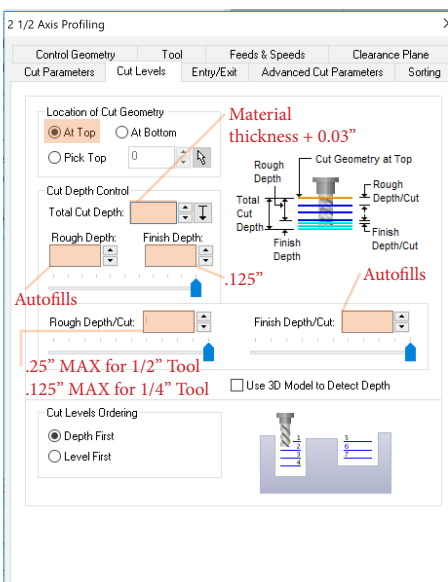 2 1/2 Axis Profiling
Control Geometry Tool Feeds & Speeds Clearance Plane
Cut Parameters Cut Levels Entry/Exit Advanced Cut Parameters Sorting
Location of Cut Geometry
At Top At Bottom
Pick Top 0
Material
thickness + 0.03”
Cut Geometry at Top
Rough
Depth
Rough
Depth/Cut
Total
Cut
Depth
Finish
Depth
Finish
Depth/Cut
Cut Depth Control
Total Cut Depth:
Rough Depth: Finish Depth:
.125”
Autofills
Autofills
Rough Depth/Cut: Finish Depth/Cut:
.25” MAX for 1/2” Tool
.125” MAX for 1/4” Tool
Use 3D Model to Detect Depth
Cut Levels Ordering
Depth First
Level First
1 5
2 6
3 7
4